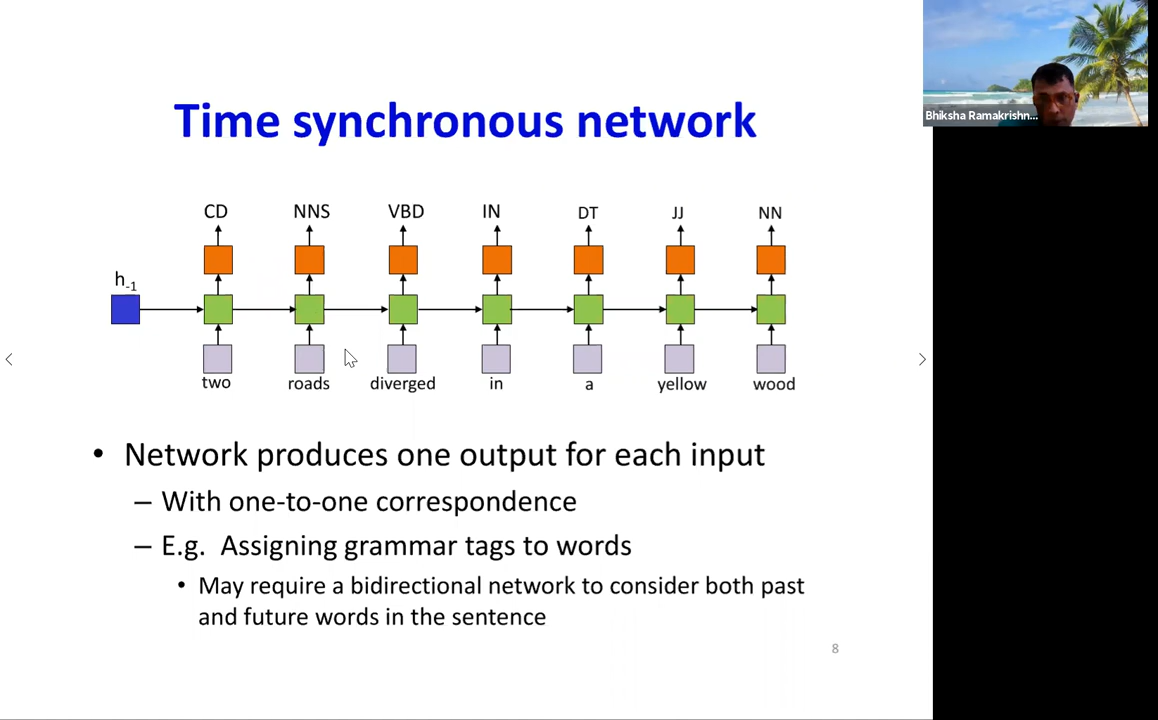 Time synchronous network
Bhiksha Ramakrishn...
CD NNS VBD IN DT JJ NN
h-1
two roads diverged in a yellow wood
• Network produces one output for each input
– With one-to-one correspondence
– E.g. Assigning grammar tags to words
• May require a bidirectional network to consider both past
and future words in the sentence
8